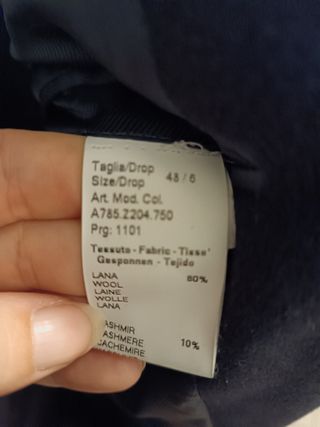 Taglia/Drop
Size/Drop 48 / 6
Art. Mod. Col.
A785.Z204.750
Prg: 1101
Tessuto - Fabric - Tissu'
Gesponnen - Tejido
LANA 80%
WOOL
LAINE
WOLLE
LANA
ASHMIR
ASHMERE 10%
CACHEMIRE